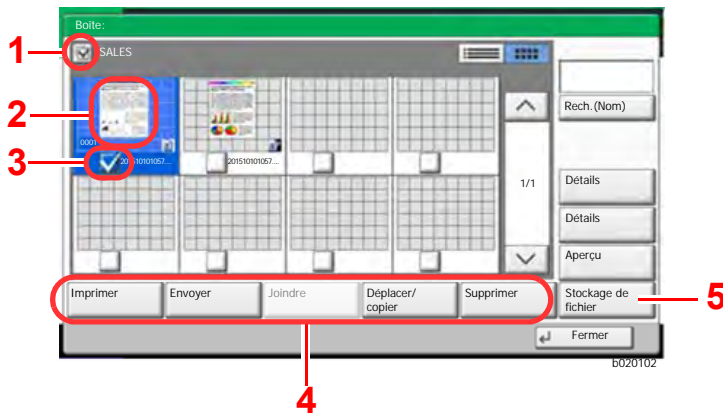 Boîte:
1
SALES
2
Rech.(Nom)
0001
3
201510101057...
201510101057...
1/1
Détails
Détails
Aperçu
Imprimer
Envoyer
Joindre
Déplacer/
copier
Supprimer
Stockage de
fichier
5
Fermer
b020102
4